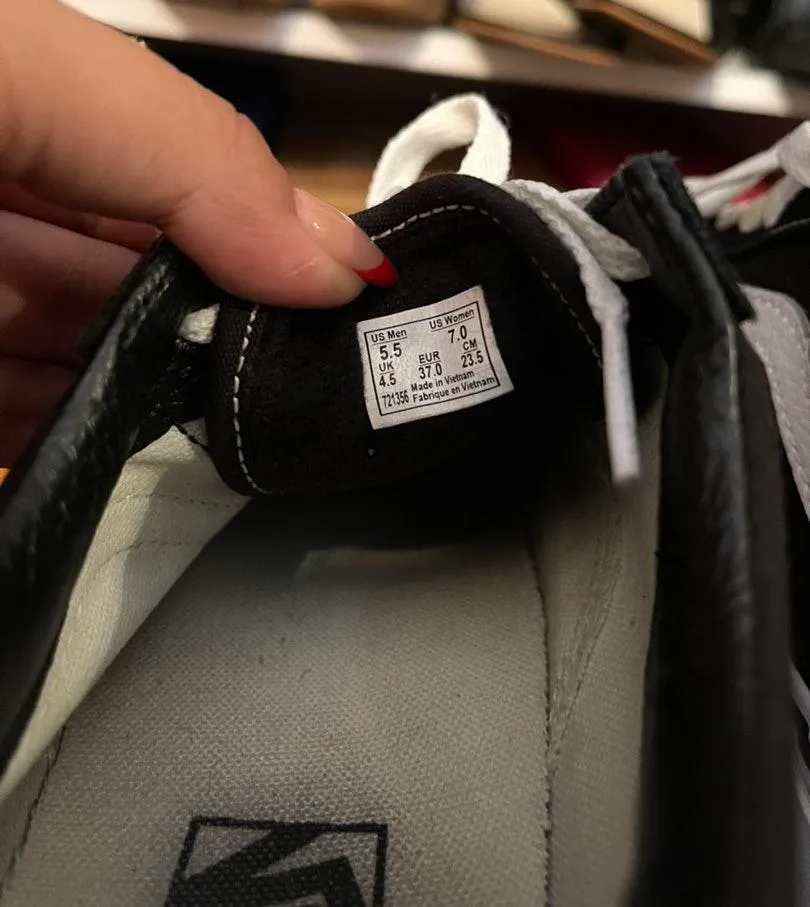 US Men US Women
5.5 7.0
UK EUR CM
4.5 37.0 23.5
721356 Made in Vietnam
Fabrique en Vietnam